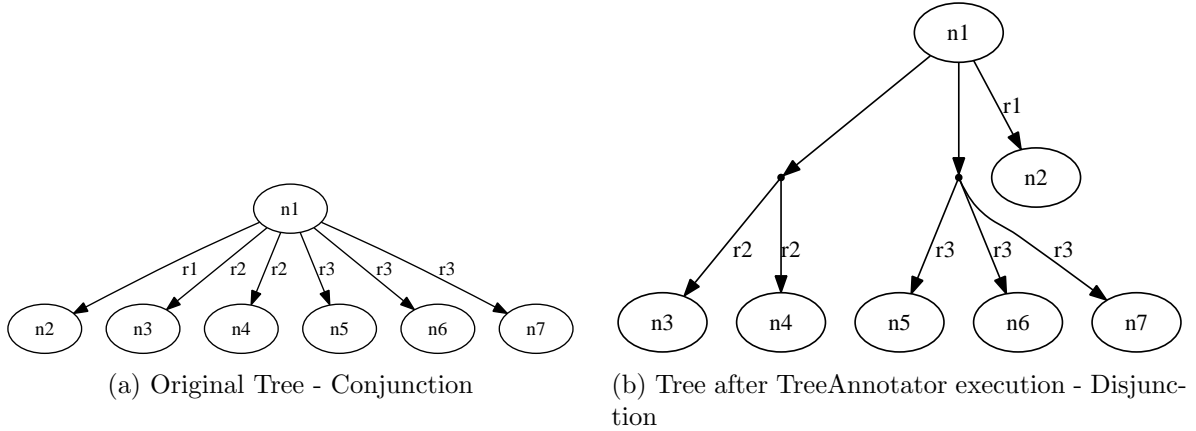 n1
r1
r2
r2
r3
r3
r3
n2
n3
n4
n5
n6
n7
(a) Original Tree - Conjunction
n1
r1
n2
r2
r2
r3
r3
r3
n3
n4
n5
n6
n7
(b) Tree after TreeAnnotator execution - Disjunc-
tion